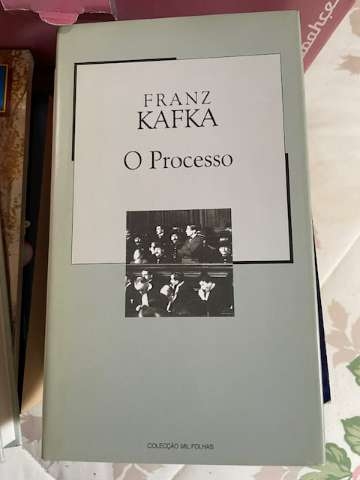 FRANZ
KAFKA
O Processo
COLECÇÃO MIL FOLHAS